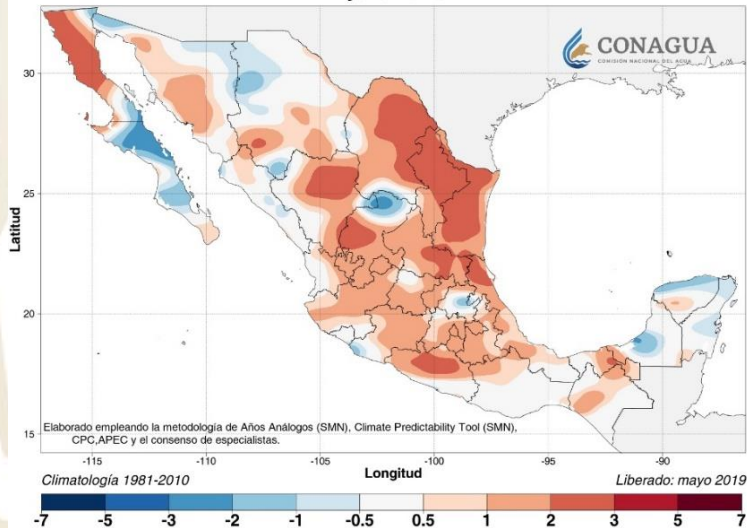 CONAGUA
COMISIÓN NACIONAL DEL AGUA
30
25
20
15
Latitud
Elaborado empleando la metodología de Años Análogos (SMN), Climate Predictability Tool (SMN),
CPC,APEC y el consenso de especialistas.
-115 -110 -105 -100 -95 -90
Longitud
Climatología 1981-2010 Liberado: mayo 2019
-7 -5 -3 -2 -1 -0.5 0.5 1 2 3 5 7